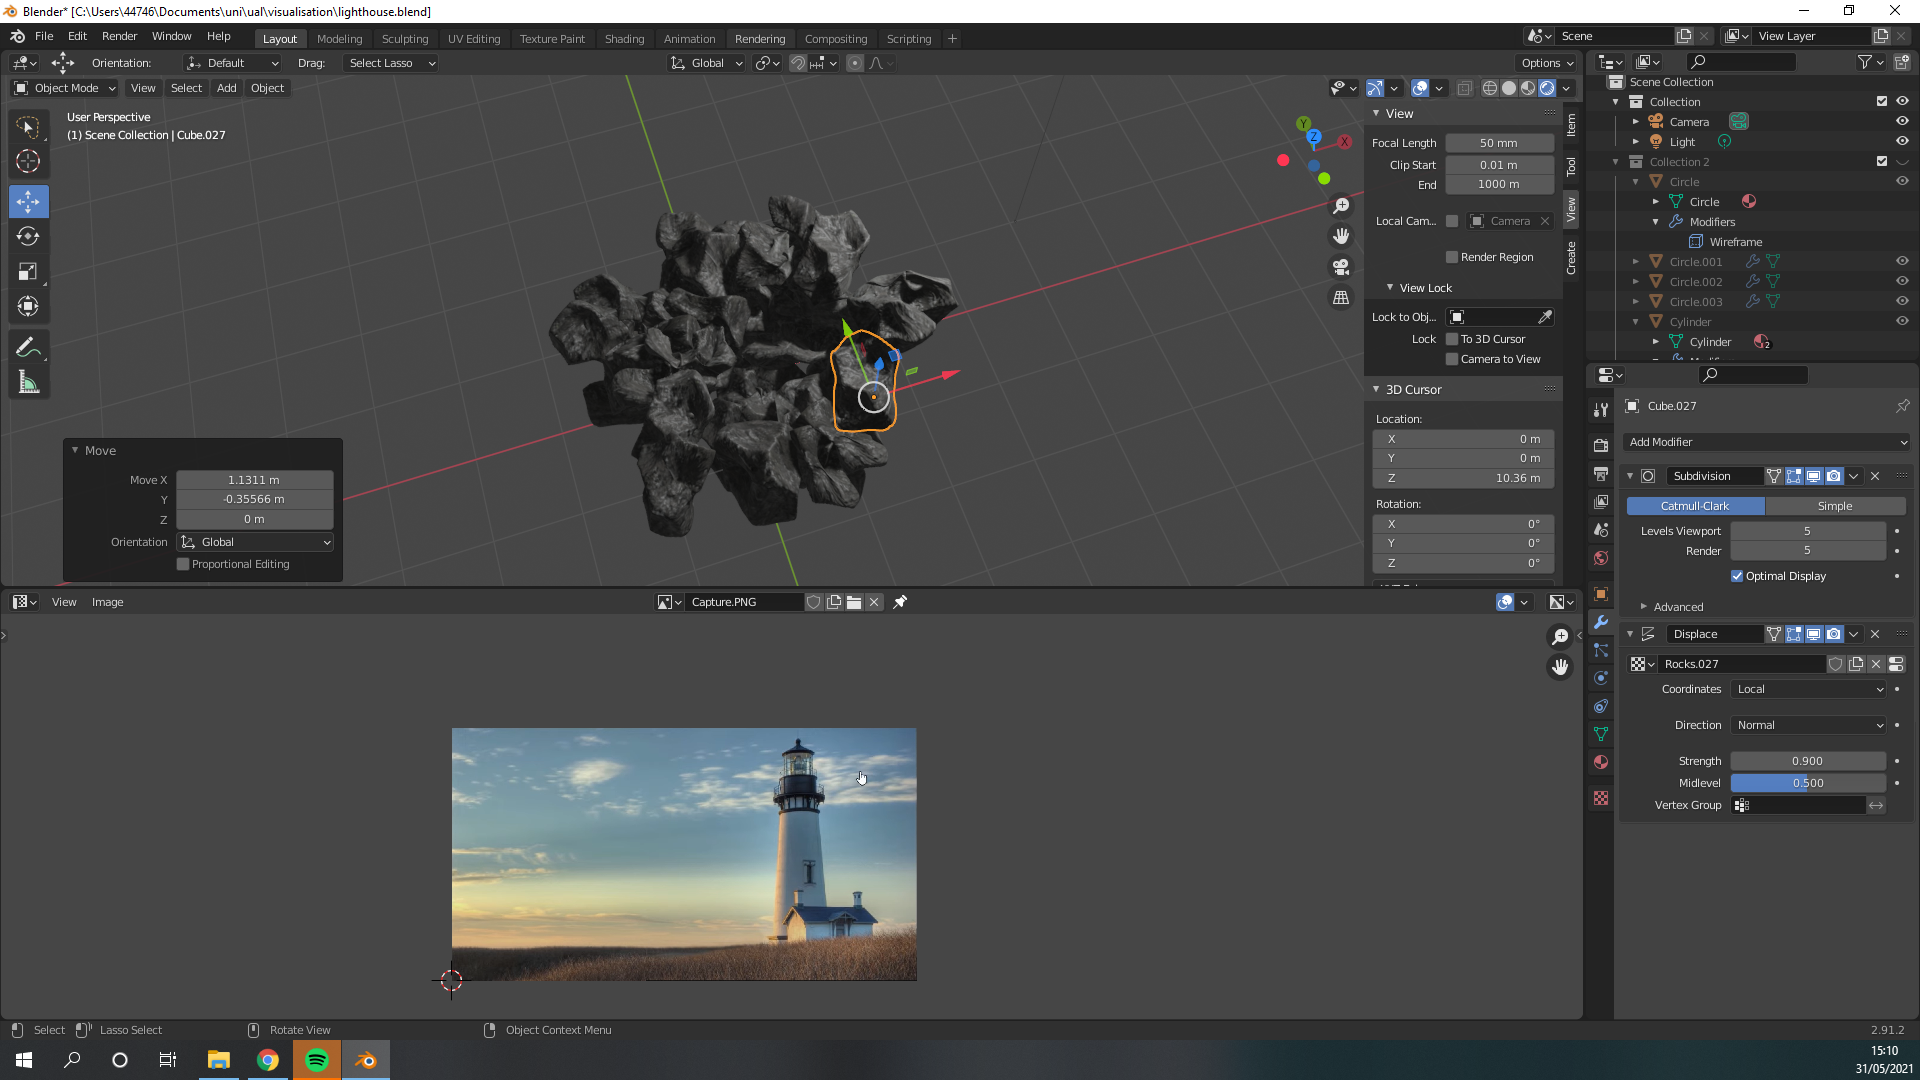 Blender* [C:\Users\44746\Documents\uni\ual\visualisation\lighthouse.blend]
File Edit Render Window Help Layout Modeling Sculpting UV Editing Texture Paint Shading Animation Rendering Compositing Scripting + Scene View Layer
Orientation: Default Drag: Select Lasso Global Options
Object Mode View Select Add Object
User Perspective
(1) Scene Collection | Cube.027
Y
Z
X
View
Focal Length 50 mm
Clip Start 0.01 m
End 1000 m
Local Cam... Camera
Render Region
View Lock
Lock to Obj...
Lock To 3D Cursor
Camera to View
3D Cursor
Location:
X 0 m
Y 0 m
Z 10.36 m
Rotation:
X 0°
Y 0°
Z 0°
Item
Tool
View
Create
Move
Move X 1.1311 m
Y -0.35566 m
Z 0 m
Orientation Global
Proportional Editing
Scene Collection
Collection
Camera
Light
Collection 2
Circle
Circle
Modifiers
Wireframe
Circle.001
Circle.002
Circle.003
Cylinder
Cylinder 2
Cube.027
Add Modifier
Subdivision
Catmull-Clark Simple
Levels Viewport 5
Render 5
Optimal Display
Advanced
Displace
Rocks.027
Coordinates Local
Direction Normal
Strength 0.900
Midlevel 0.500
Vertex Group
View Image Capture.PNG
Select Lasso Select Rotate View Object Context Menu 2.91.2
15:10
31/05/2021